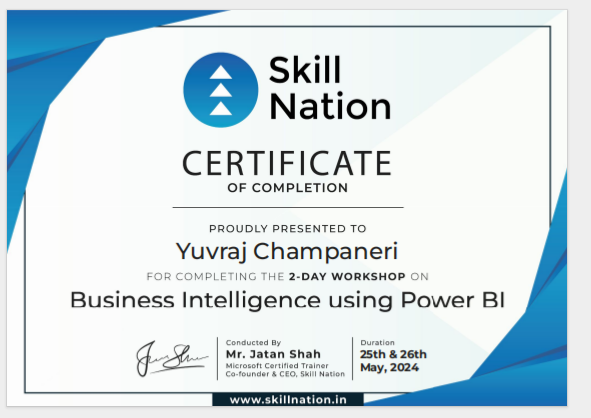 Skill
Nation
CERTIFICATE
OF COMPLETION
PROUDLY PRESENTED TO
Yuvraj Champaneri
FOR COMPLETING THE 2-DAY WORKSHOP ON
Business Intelligence using Power BI
Conducted By
Mr. Jatan Shah
Microsoft Certified Trainer
Co-founder & CEO, Skill Nation
Duration
25th & 26th
May, 2024
www.skillnation.in